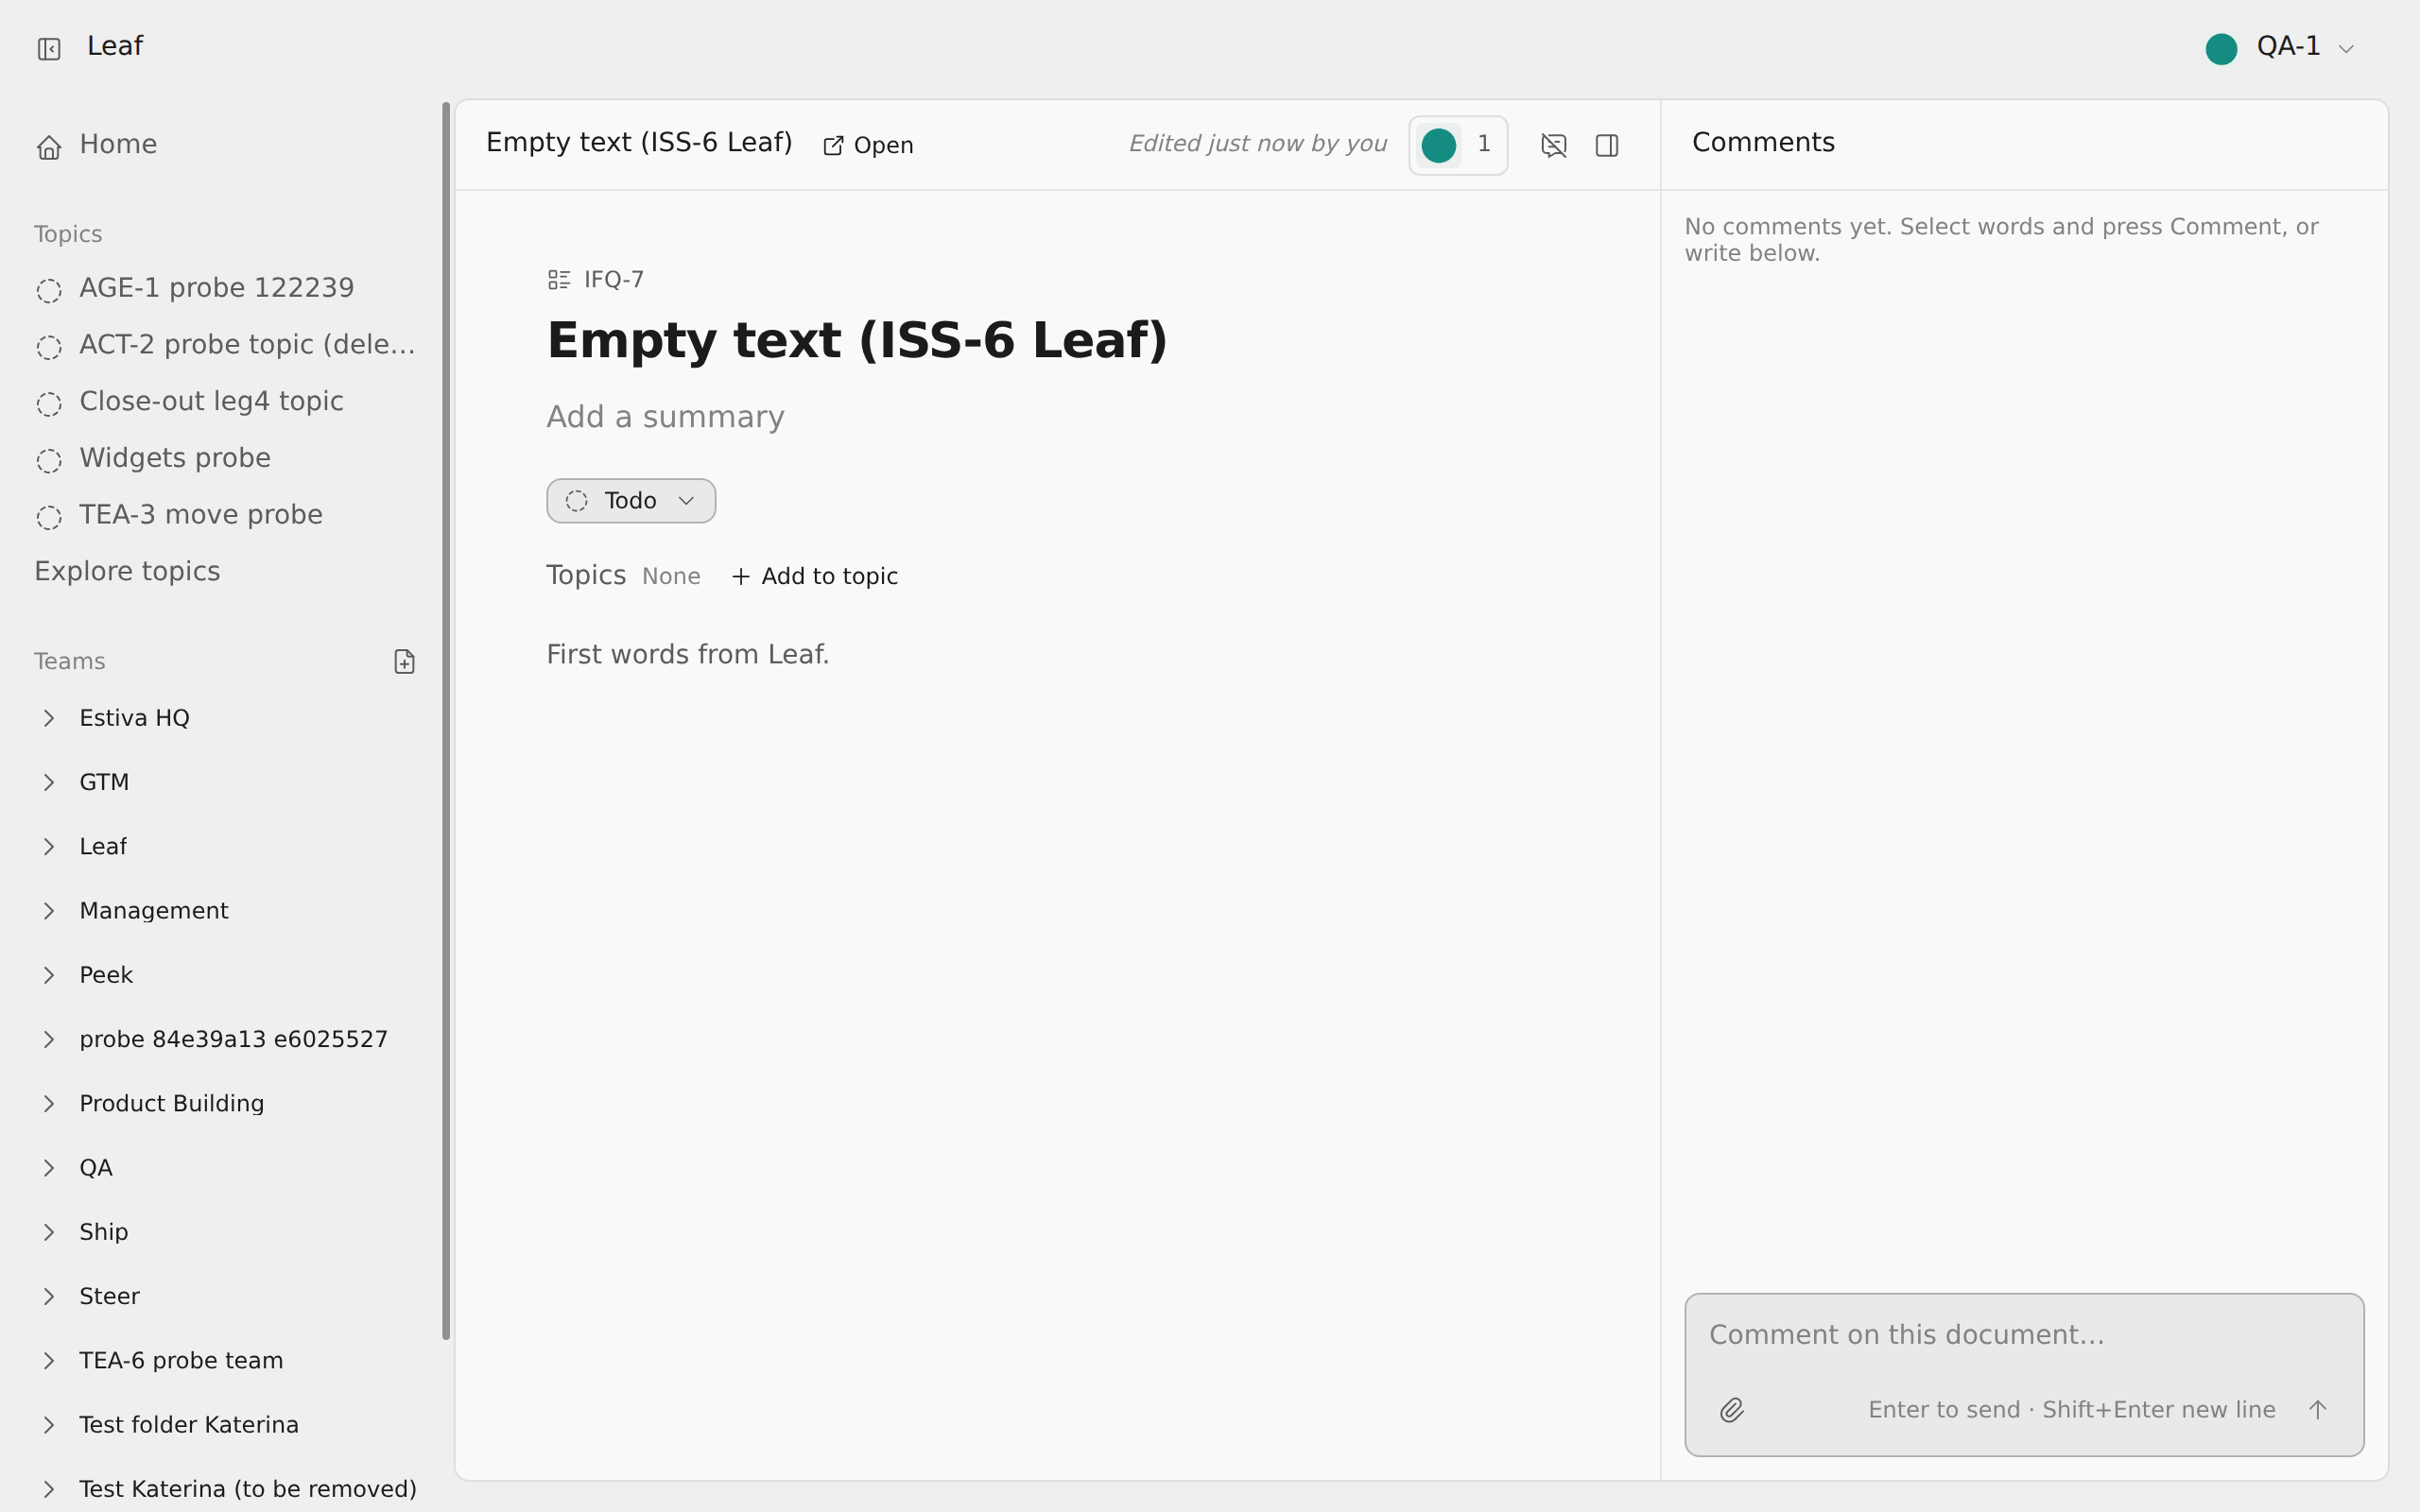 Leaf
QA-1
Home
Topics
AGE-1 probe 122239
ACT-2 probe topic (dele...
Close-out leg4 topic
Widgets probe
TEA-3 move probe
Explore topics
Teams
Estiva HQ
GTM
Leaf
Management
Peek
probe 84e39a13 e6025527
Product Building
QA
Ship
Steer
TEA-6 probe team
Test folder Katerina
Test Katerina (to be removed)
Empty text (ISS-6 Leaf)
Open
Edited just now by you
1
IFQ-7
Empty text (ISS-6 Leaf)
Add a summary
Todo
Topics None + Add to topic
First words from Leaf.
Comments
No comments yet. Select words and press Comment, or
write below.
Comment on this document...
Enter to send · Shift+Enter new line